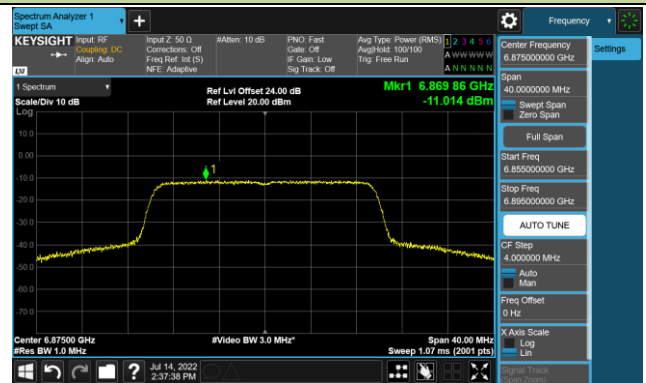 Spectrum Analyzer 1
Swept SA
Frequency
KEYSIGHT
Input: RF
Coupling: DC
Align: Auto
Input Z: 50 Ω
Corrections: Off
Freq Ref: Int (S)
NFE: Adaptive
#Atten: 10 dB
PNO: Fast
Gate: Off
IF Gain: Low
Sig Track: Off
Avg Type: Power (RMS)
Avg|Hold: 100/100
Trig: Free Run
1 2 3 4 5 6
A W W W W W
A N N N N N
LXI
1 Spectrum
Scale/Div 10 dB
Log
Ref Lvl Offset 24.00 dB
Ref Level 20.00 dBm
Mkr1 6.869 86 GHz
-11.014 dBm
10.0
0.00
-10.0
-20.0
-30.0
-40.0
-50.0
-60.0
-70.0
1
Center 6.87500 GHz
#Res BW 1.0 MHz
#Video BW 3.0 MHz*
Span 40.00 MHz
Sweep 1.07 ms (2001 pts)
Jul 14, 2022
2:37:38 PM
?
Center Frequency
6.875000000 GHz
Settings
Span
40.0000000 MHz
Swept Span
Zero Span
Full Span
Start Freq
6.855000000 GHz
Stop Freq
6.895000000 GHz
AUTO TUNE
CF Step
4.000000 MHz
Auto
Man
Freq Offset
0 Hz
X Axis Scale
Log
Lin
Signal Track
(Span Zoom)